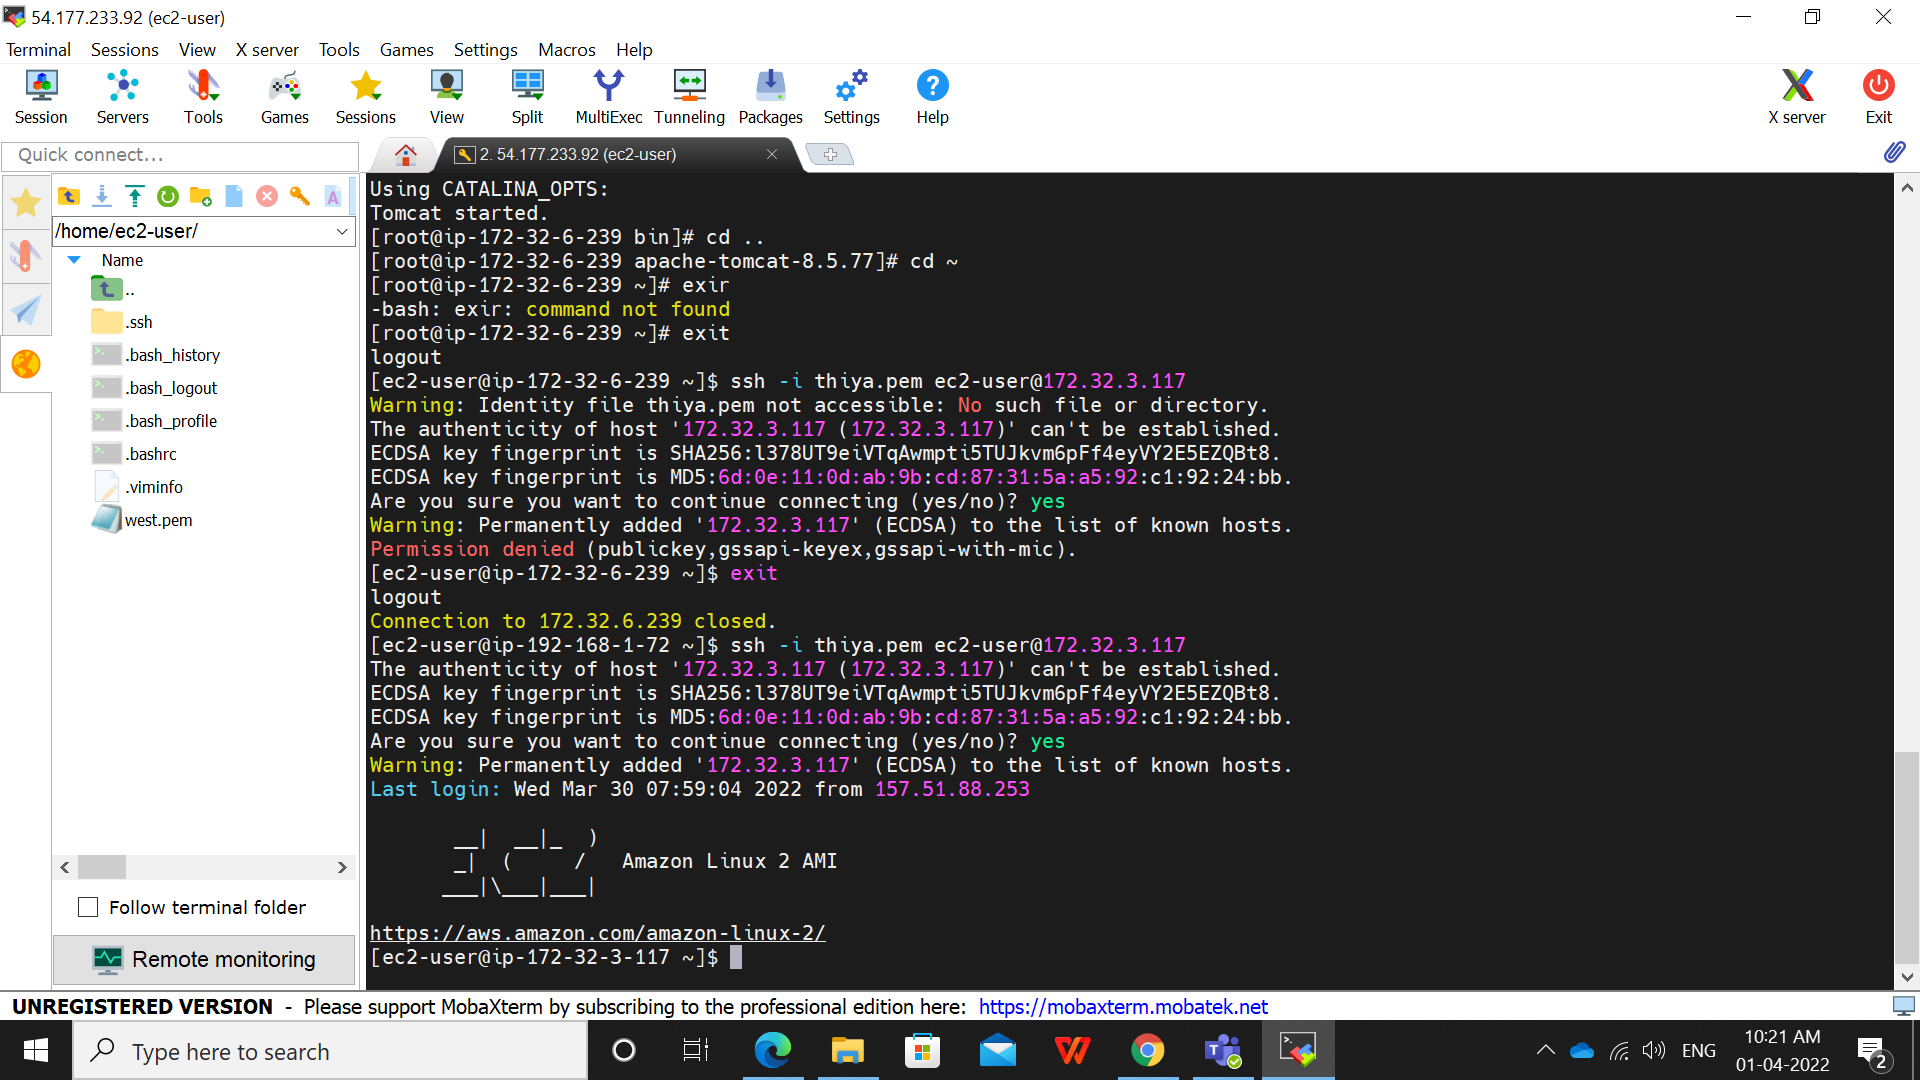 54.177.233.92 (ec2-user)
Terminal Sessions View X server Tools Games Settings Macros Help
Session Servers Tools Games Sessions View Split MultiExec Tunneling Packages Settings Help X server Exit
Quick connect...
2. 54.177.233.92 (ec2-user)
/home/ec2-user/
Name
..
.ssh
.bash_history
.bash_logout
.bash_profile
.bashrc
.viminfo
west.pem
Follow terminal folder
Remote monitoring
Using CATALINA_OPTS:
Tomcat started.
[root@ip-172-32-6-239 bin]# cd ..
[root@ip-172-32-6-239 apache-tomcat-8.5.77]# cd ~
[root@ip-172-32-6-239 ~]# exir
-bash: exir: command not found
[root@ip-172-32-6-239 ~]# exit
logout
[ec2-user@ip-172-32-6-239 ~]$ ssh -i thiya.pem ec2-user@172.32.3.117
Warning: Identity file thiya.pem not accessible: No such file or directory.
The authenticity of host '172.32.3.117 (172.32.3.117)' can't be established.
ECDSA key fingerprint is SHA256:l378UT9eiVTqAwmpti5TUJkvm6pFf4eyVY2E5EZQBt8.
ECDSA key fingerprint is MD5:6d:0e:11:0d:ab:9b:cd:87:31:5a:a5:92:c1:92:24:bb.
Are you sure you want to continue connecting (yes/no)? yes
Warning: Permanently added '172.32.3.117' (ECDSA) to the list of known hosts.
Permission denied (publickey,gssapi-keyex,gssapi-with-mic).
[ec2-user@ip-172-32-6-239 ~]$ exit
logout
Connection to 172.32.6.239 closed.
[ec2-user@ip-192-168-1-72 ~]$ ssh -i thiya.pem ec2-user@172.32.3.117
The authenticity of host '172.32.3.117 (172.32.3.117)' can't be established.
ECDSA key fingerprint is SHA256:l378UT9eiVTqAwmpti5TUJkvm6pFf4eyVY2E5EZQBt8.
ECDSA key fingerprint is MD5:6d:0e:11:0d:ab:9b:cd:87:31:5a:a5:92:c1:92:24:bb.
Are you sure you want to continue connecting (yes/no)? yes
Warning: Permanently added '172.32.3.117' (ECDSA) to the list of known hosts.
Last login: Wed Mar 30 07:59:04 2022 from 157.51.88.253
       __|  __|_  )
       _|  (     /   Amazon Linux 2 AMI
      ___|\___|___|
https://aws.amazon.com/amazon-linux-2/
[ec2-user@ip-172-32-3-117 ~]$
UNREGISTERED VERSION - Please support MobaXterm by subscribing to the professional edition here: https://mobaxterm.mobatek.net
Type here to search
ENG
10:21 AM
01-04-2022
2